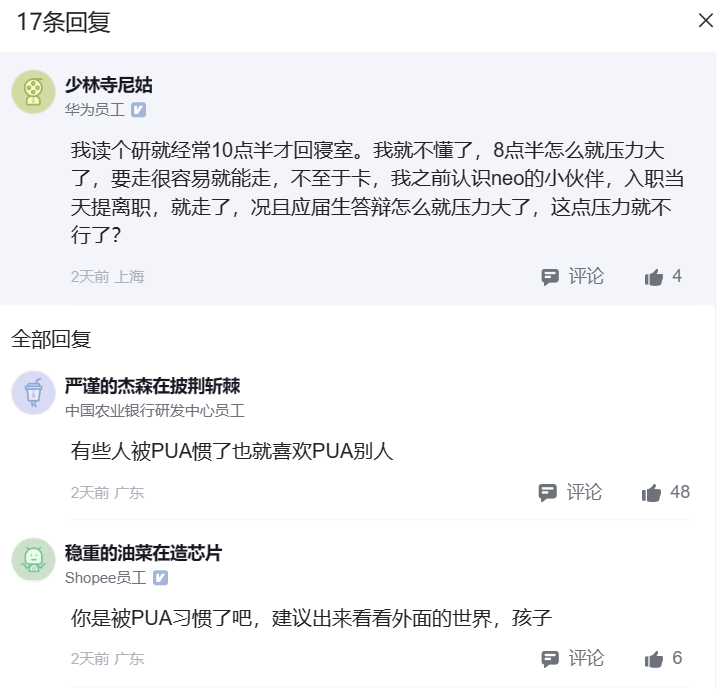 17条回复
少林寺尼姑
华为员工
我读个研就经常10点半才回寝室。我就不懂了，8点半怎么就压力大
了，要走很容易就能走，不至于卡，我之前认识neo的小伙伴，入职当
天提离职，就走了，况且应届生答辩怎么就压力大了，这点压力就不
行了？
2天前 上海
评论 4
全部回复
严谨的杰森在披荆斩棘
中国农业银行研发中心员工
有些人被PUA惯了也就喜欢PUA别人
2天前 广东
评论 48
稳重的油菜在造芯片
Shopee员工
你是被PUA习惯了吧，建议出来看看外面的世界，孩子
2天前 广东
评论 6